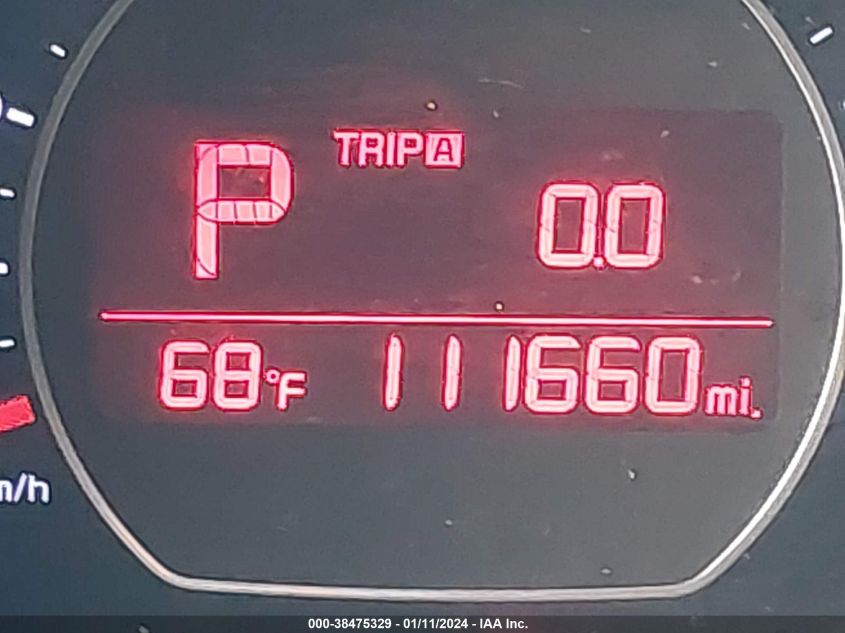 TRIP A
P 0.0
68°F 111660 mi.
m/h
000-38475329 - 01/11/2024 - IAA Inc.